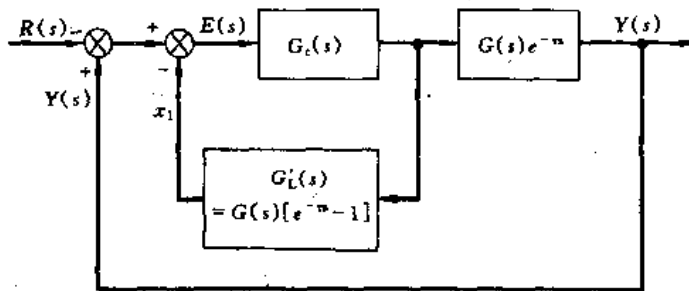 R(s)
−
+
−
E(s)
G_c(s)
G(s)e^{-τs}
Y(s)
+
Y(s)
x₁
G'_L(s)
= G(s)[e^{-τs}−1]